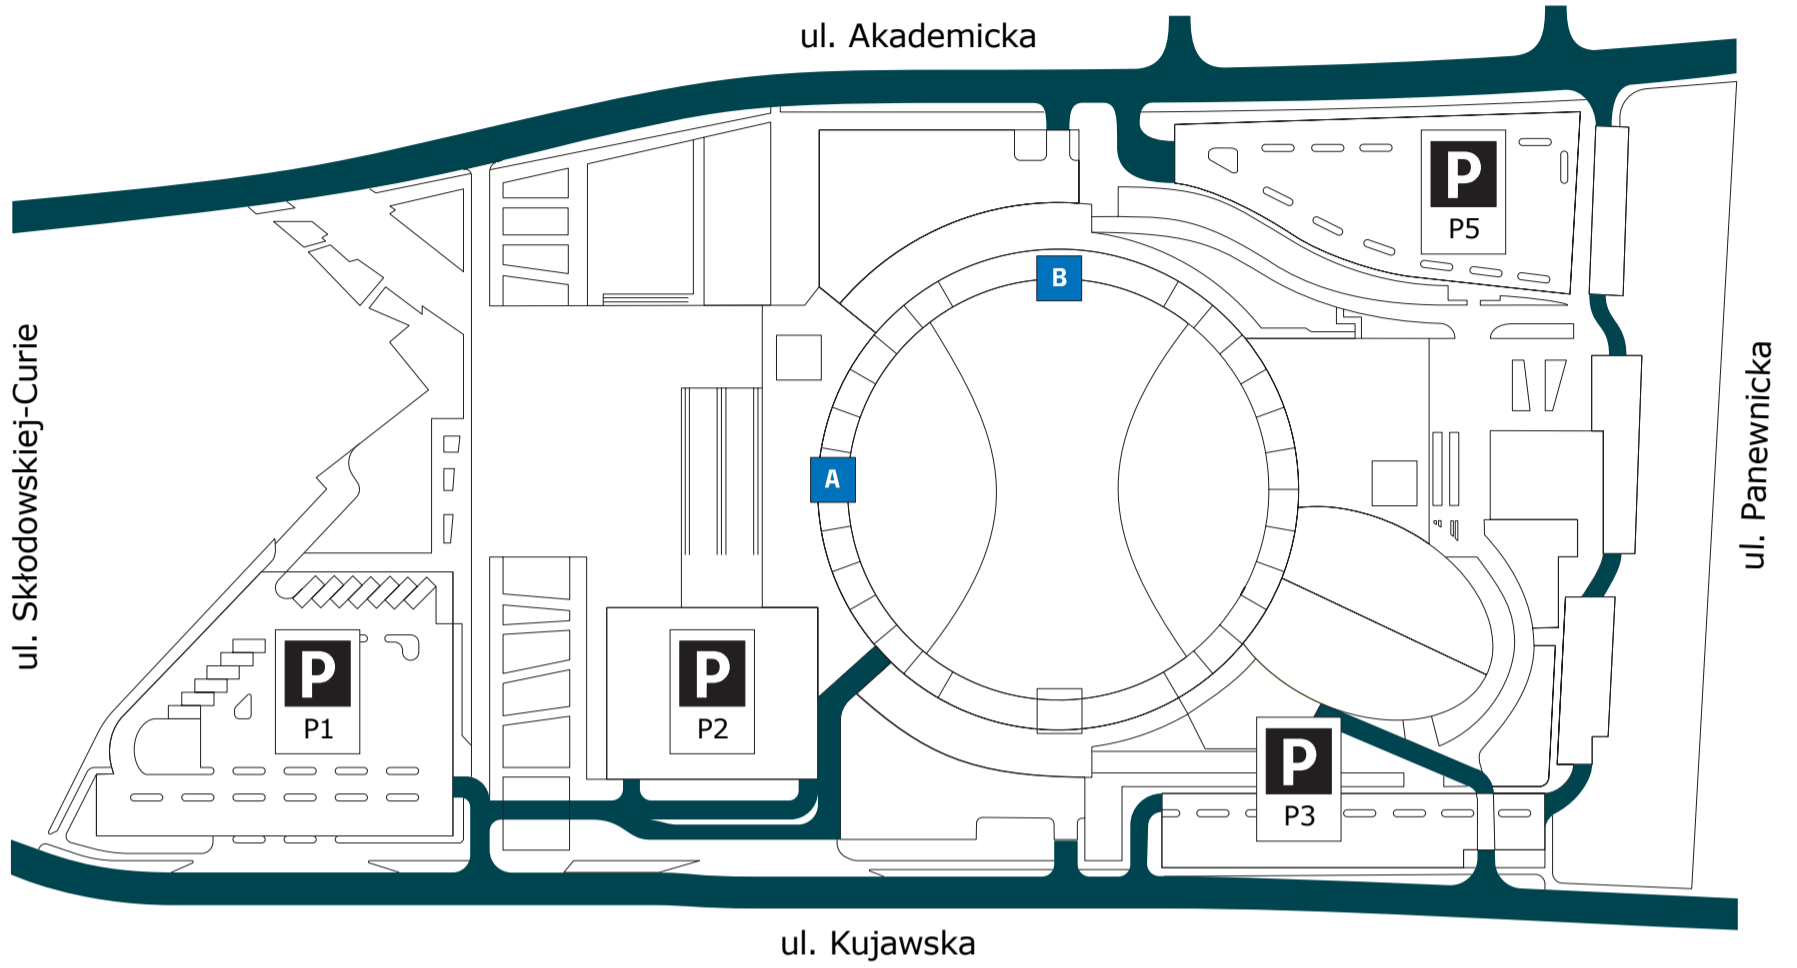 ul. Akademicka
P
P5
B
ul. Skłodowskiej-Curie
ul. Panewnicka
A
P
P1
P
P2
P
P3
ul. Kujawska